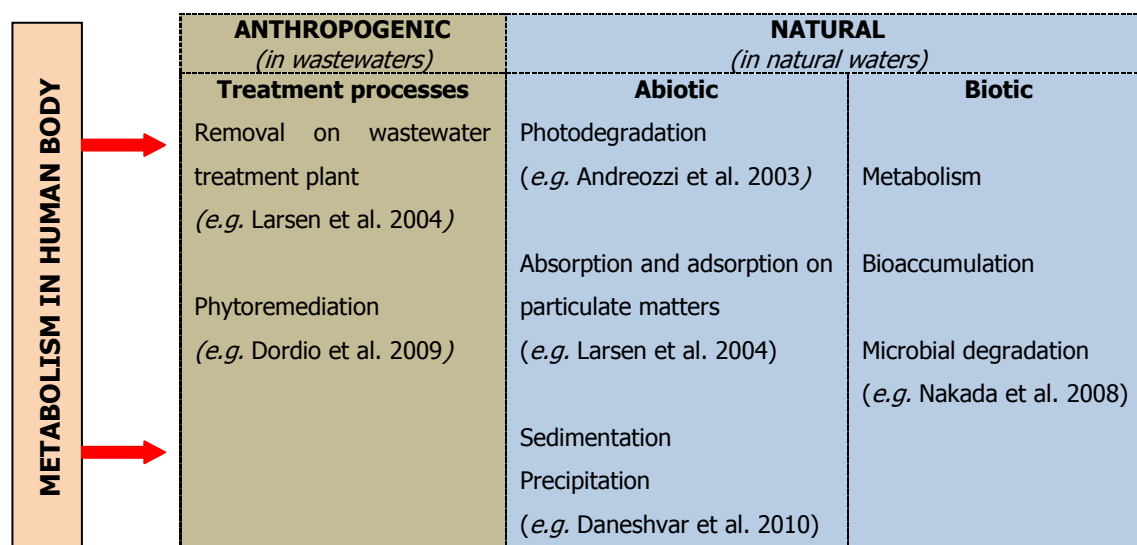 METABOLISM IN HUMAN BODY
ANTHROPOGENIC
(in wastewaters)
NATURAL
(in natural waters)
Treatment processes
Removal on wastewater
treatment plant
(e.g. Larsen et al. 2004)
Phytoremediation
(e.g. Dordio et al. 2009)
Abiotic
Photodegradation
(e.g. Andreozzi et al. 2003)
Absorption and adsorption on
particulate matters
(e.g. Larsen et al. 2004)
Sedimentation
Precipitation
(e.g. Daneshvar et al. 2010)
Biotic
Metabolism
Bioaccumulation
Microbial degradation
(e.g. Nakada et al. 2008)